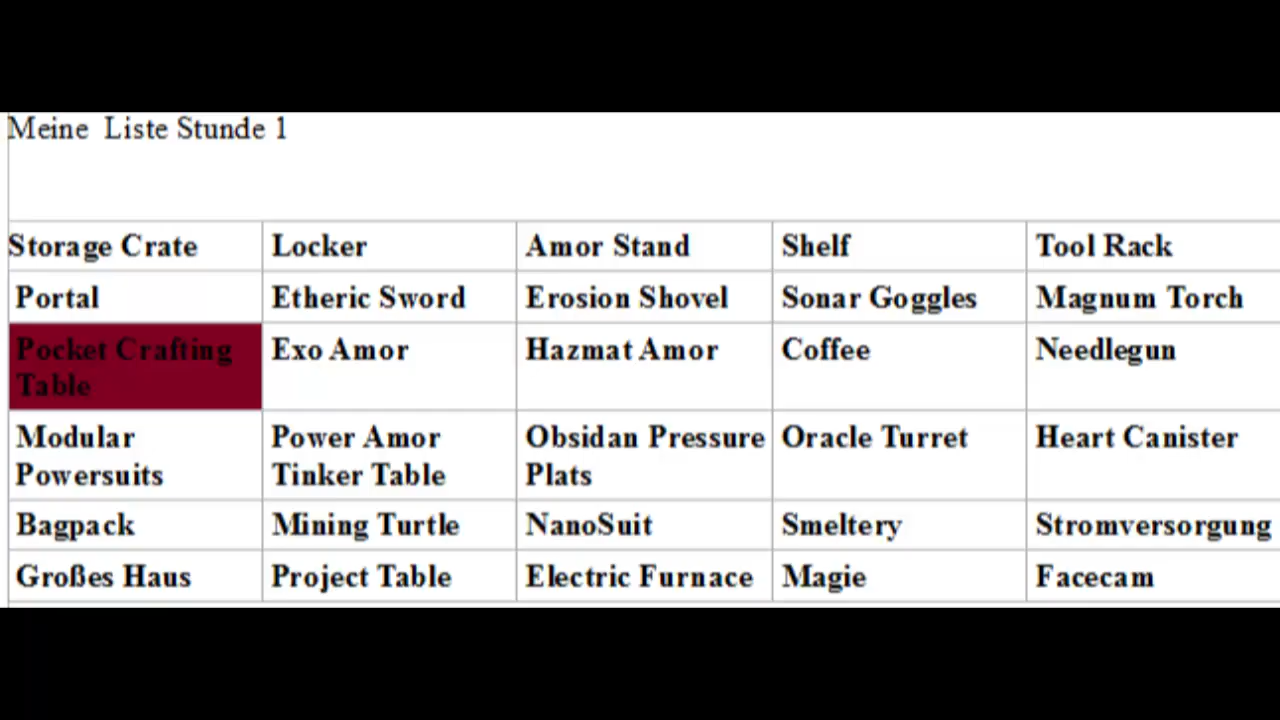 Meine Liste Stunde 1
Storage Crate Locker Amor Stand Shelf Tool Rack
Portal Etheric Sword Erosion Shovel Sonar Goggles Magnum Torch
Pocket Crafting Table Exo Amor Hazmat Amor Coffee Needlegun
Modular Powersuits Power Amor Tinker Table Obsidan Pressure Plats Oracle Turret Heart Canister
Bagpack Mining Turtle NanoSuit Smeltery Stromversorgung
Großes Haus Project Table Electric Furnace Magie Facecam